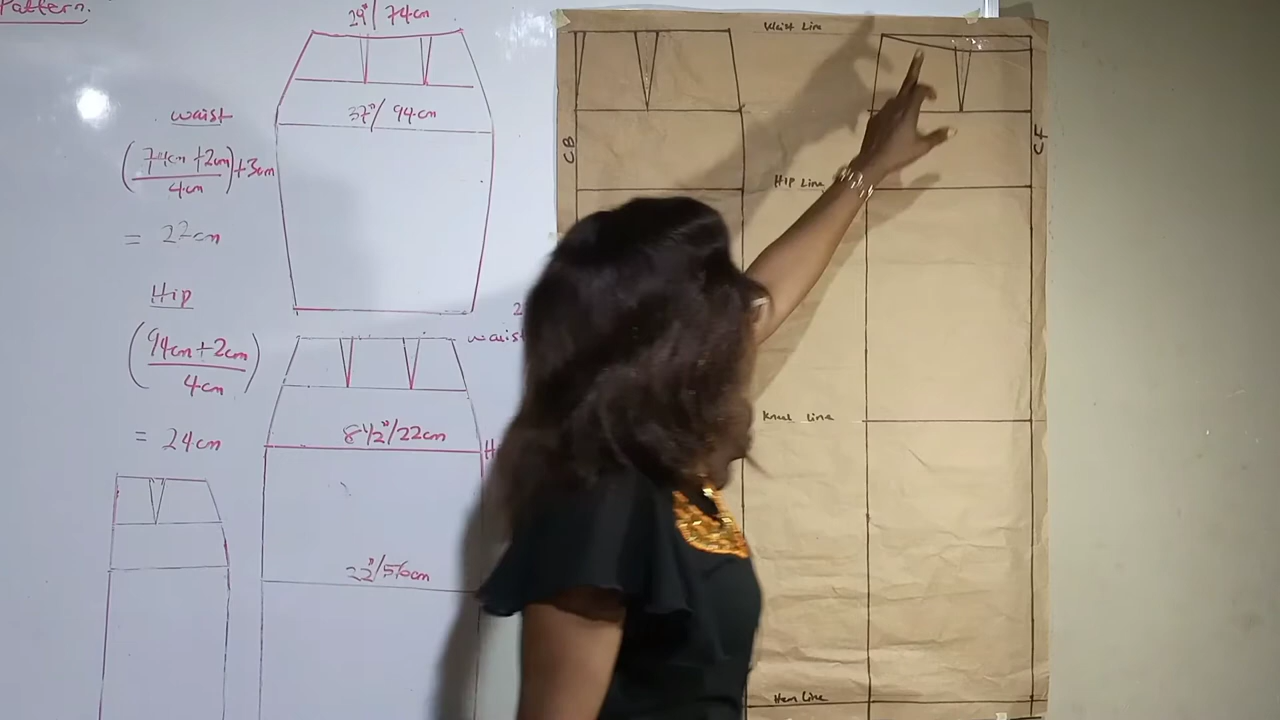 Pattern.
29"/74cm
37"/94cm
waist
(74cm+2cm
4cm)+3cm
= 22cm
Hip
(94cm+2cm
4cm)
= 24cm
waist
8½"/22cm
H
22"/56cm
Waist Line
CB
CF
HIP Line
Knee Line
Hem Line